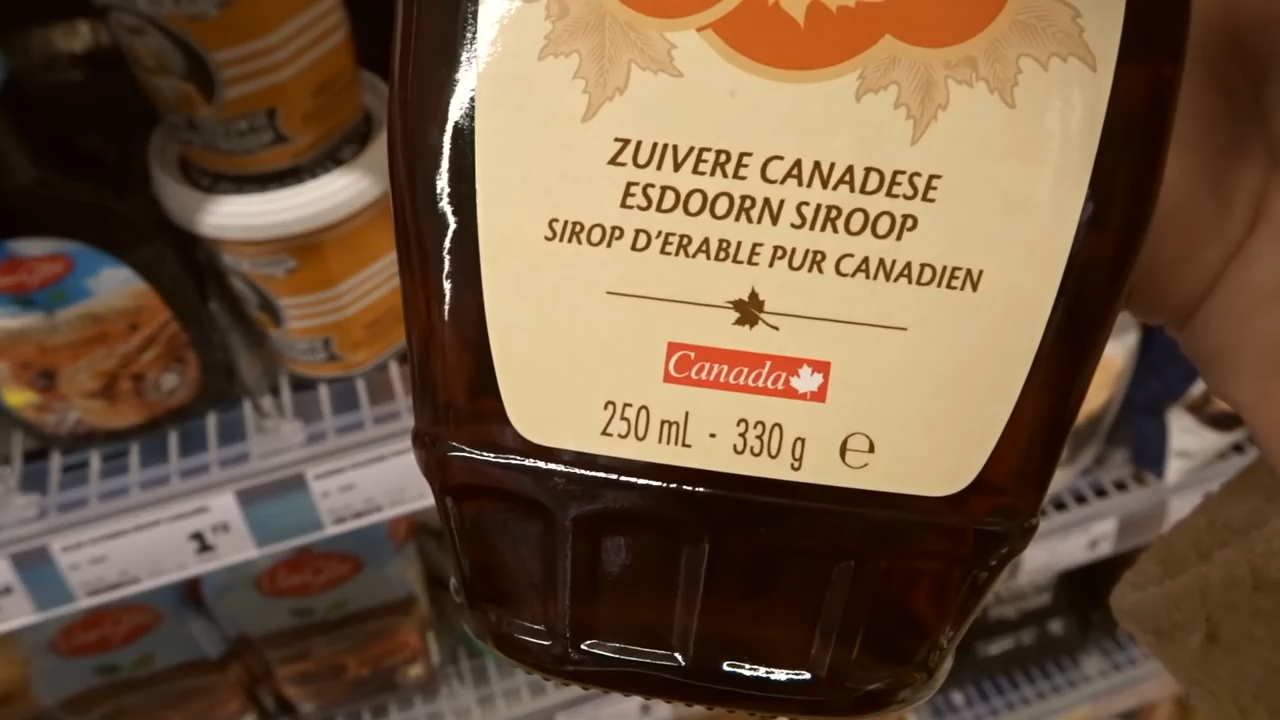 ZUIVERE CANADESE
ESDOORN SIROOP
SIROP D'ERABLE PUR CANADIEN
Canada
250 mL - 330 g ℮